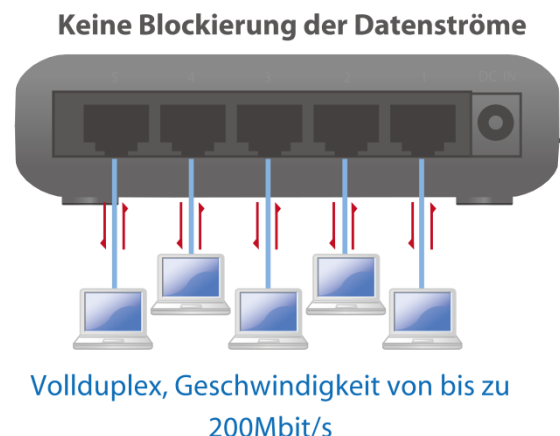 Keine Blockierung der Datenströme
5 4 3 2 1 DC IN
Vollduplex, Geschwindigkeit von bis zu
200Mbit/s